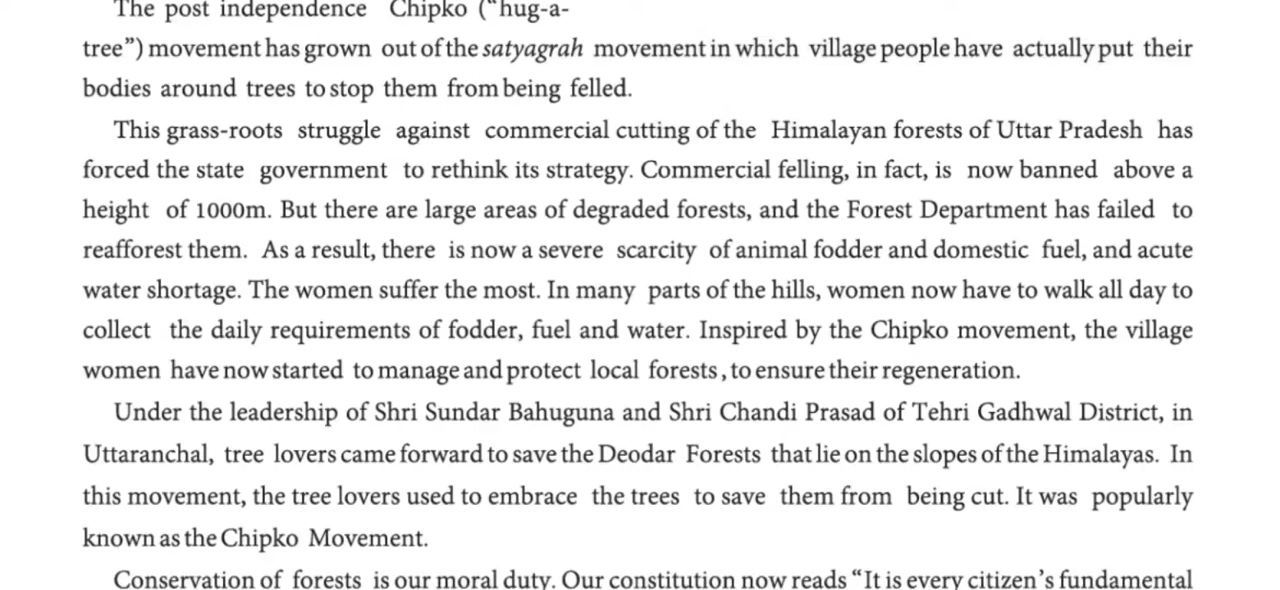 The post independence Chipko (“hug-a-
tree”) movement has grown out of the satyagrah movement in which village people have actually put their
bodies around trees to stop them from being felled.
This grass-roots struggle against commercial cutting of the Himalayan forests of Uttar Pradesh has
forced the state government to rethink its strategy. Commercial felling, in fact, is now banned above a
height of 1000m. But there are large areas of degraded forests, and the Forest Department has failed to
reafforest them. As a result, there is now a severe scarcity of animal fodder and domestic fuel, and acute
water shortage. The women suffer the most. In many parts of the hills, women now have to walk all day to
collect the daily requirements of fodder, fuel and water. Inspired by the Chipko movement, the village
women have now started to manage and protect local forests, to ensure their regeneration.
Under the leadership of Shri Sundar Bahuguna and Shri Chandi Prasad of Tehri Gadhwal District, in
Uttaranchal, tree lovers came forward to save the Deodar Forests that lie on the slopes of the Himalayas. In
this movement, the tree lovers used to embrace the trees to save them from being cut. It was popularly
known as the Chipko Movement.
Conservation of forests is our moral duty. Our constitution now reads “It is every citizen’s fundamental